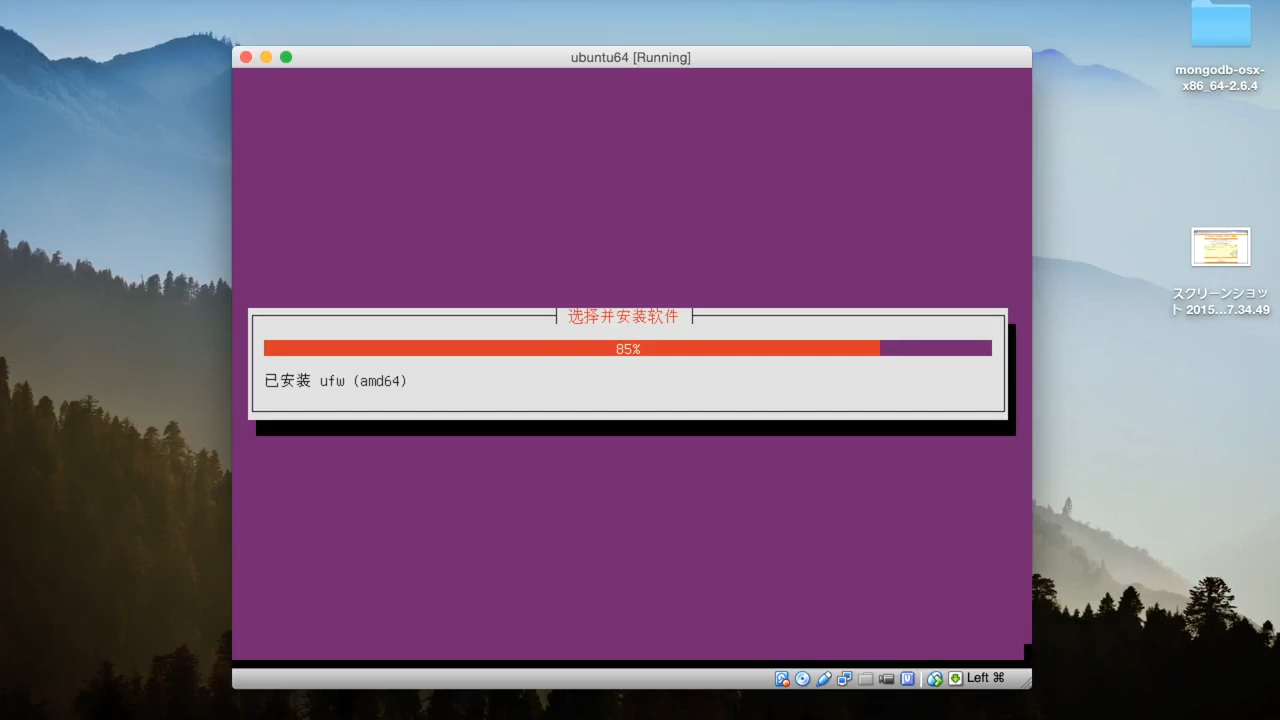 ubuntu64 [Running]
mongodb-osx-
x86_64-2.6.4
选择并安装软件
85%
已安装 ufw (amd64)
スクリーンショッ
ト 2015...7.34.49
Left ⌘